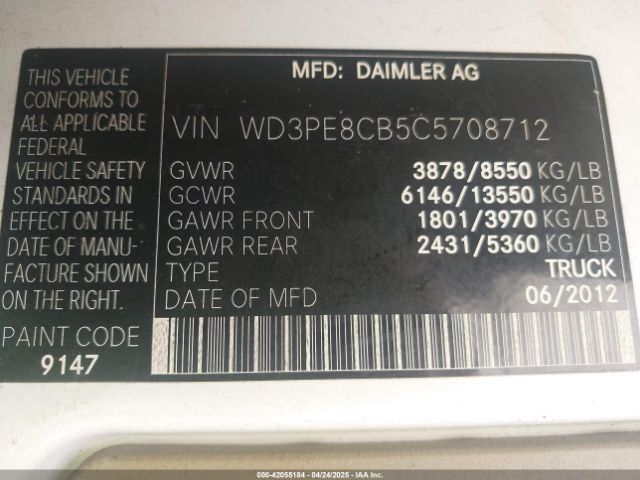 THIS VEHICLE
CONFORMS TO
ALL APPLICABLE
FEDERAL
VEHICLE SAFETY
STANDARDS IN
EFFECT ON THE
DATE OF MANU-
FACTURE SHOWN
ON THE RIGHT.
PAINT CODE
9147
MFD: DAIMLER AG
VIN WD3PE8CB5C5708712
GVWR 3878/8550 KG/LB
GCWR 6146/13550 KG/LB
GAWR FRONT 1801/3970 KG/LB
GAWR REAR 2431/5360 KG/LB
TYPE TRUCK
DATE OF MFD 06/2012
000-42055164 - 04/24/2025 - IAA Inc.